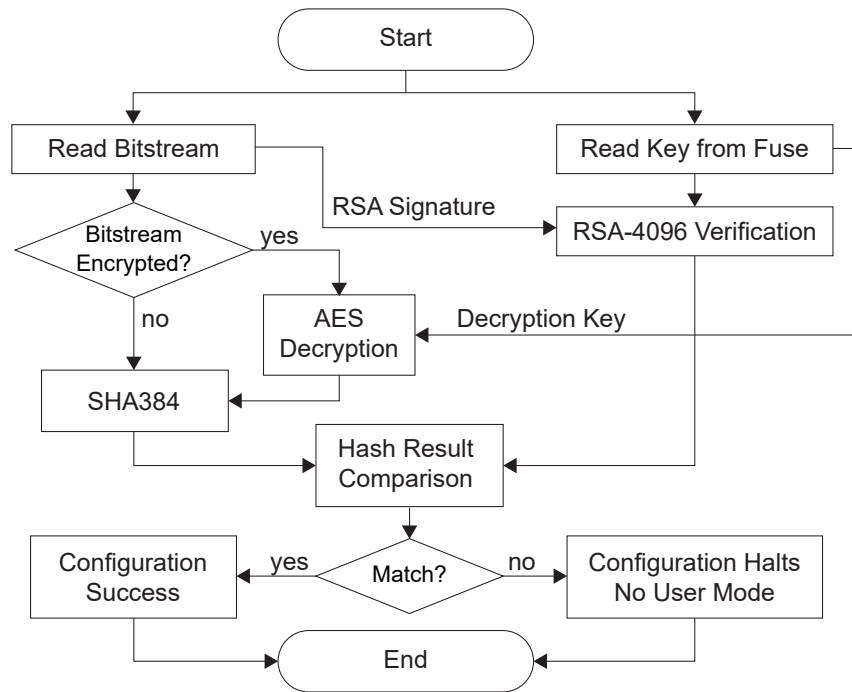 Start
Read Bitstream
Read Key from Fuse
RSA Signature
RSA-4096 Verification
Bitstream
Encrypted?
yes
no
AES
Decryption
Decryption Key
SHA384
Hash Result
Comparison
Configuration
Success
yes
Match?
no
Configuration Halts
No User Mode
End